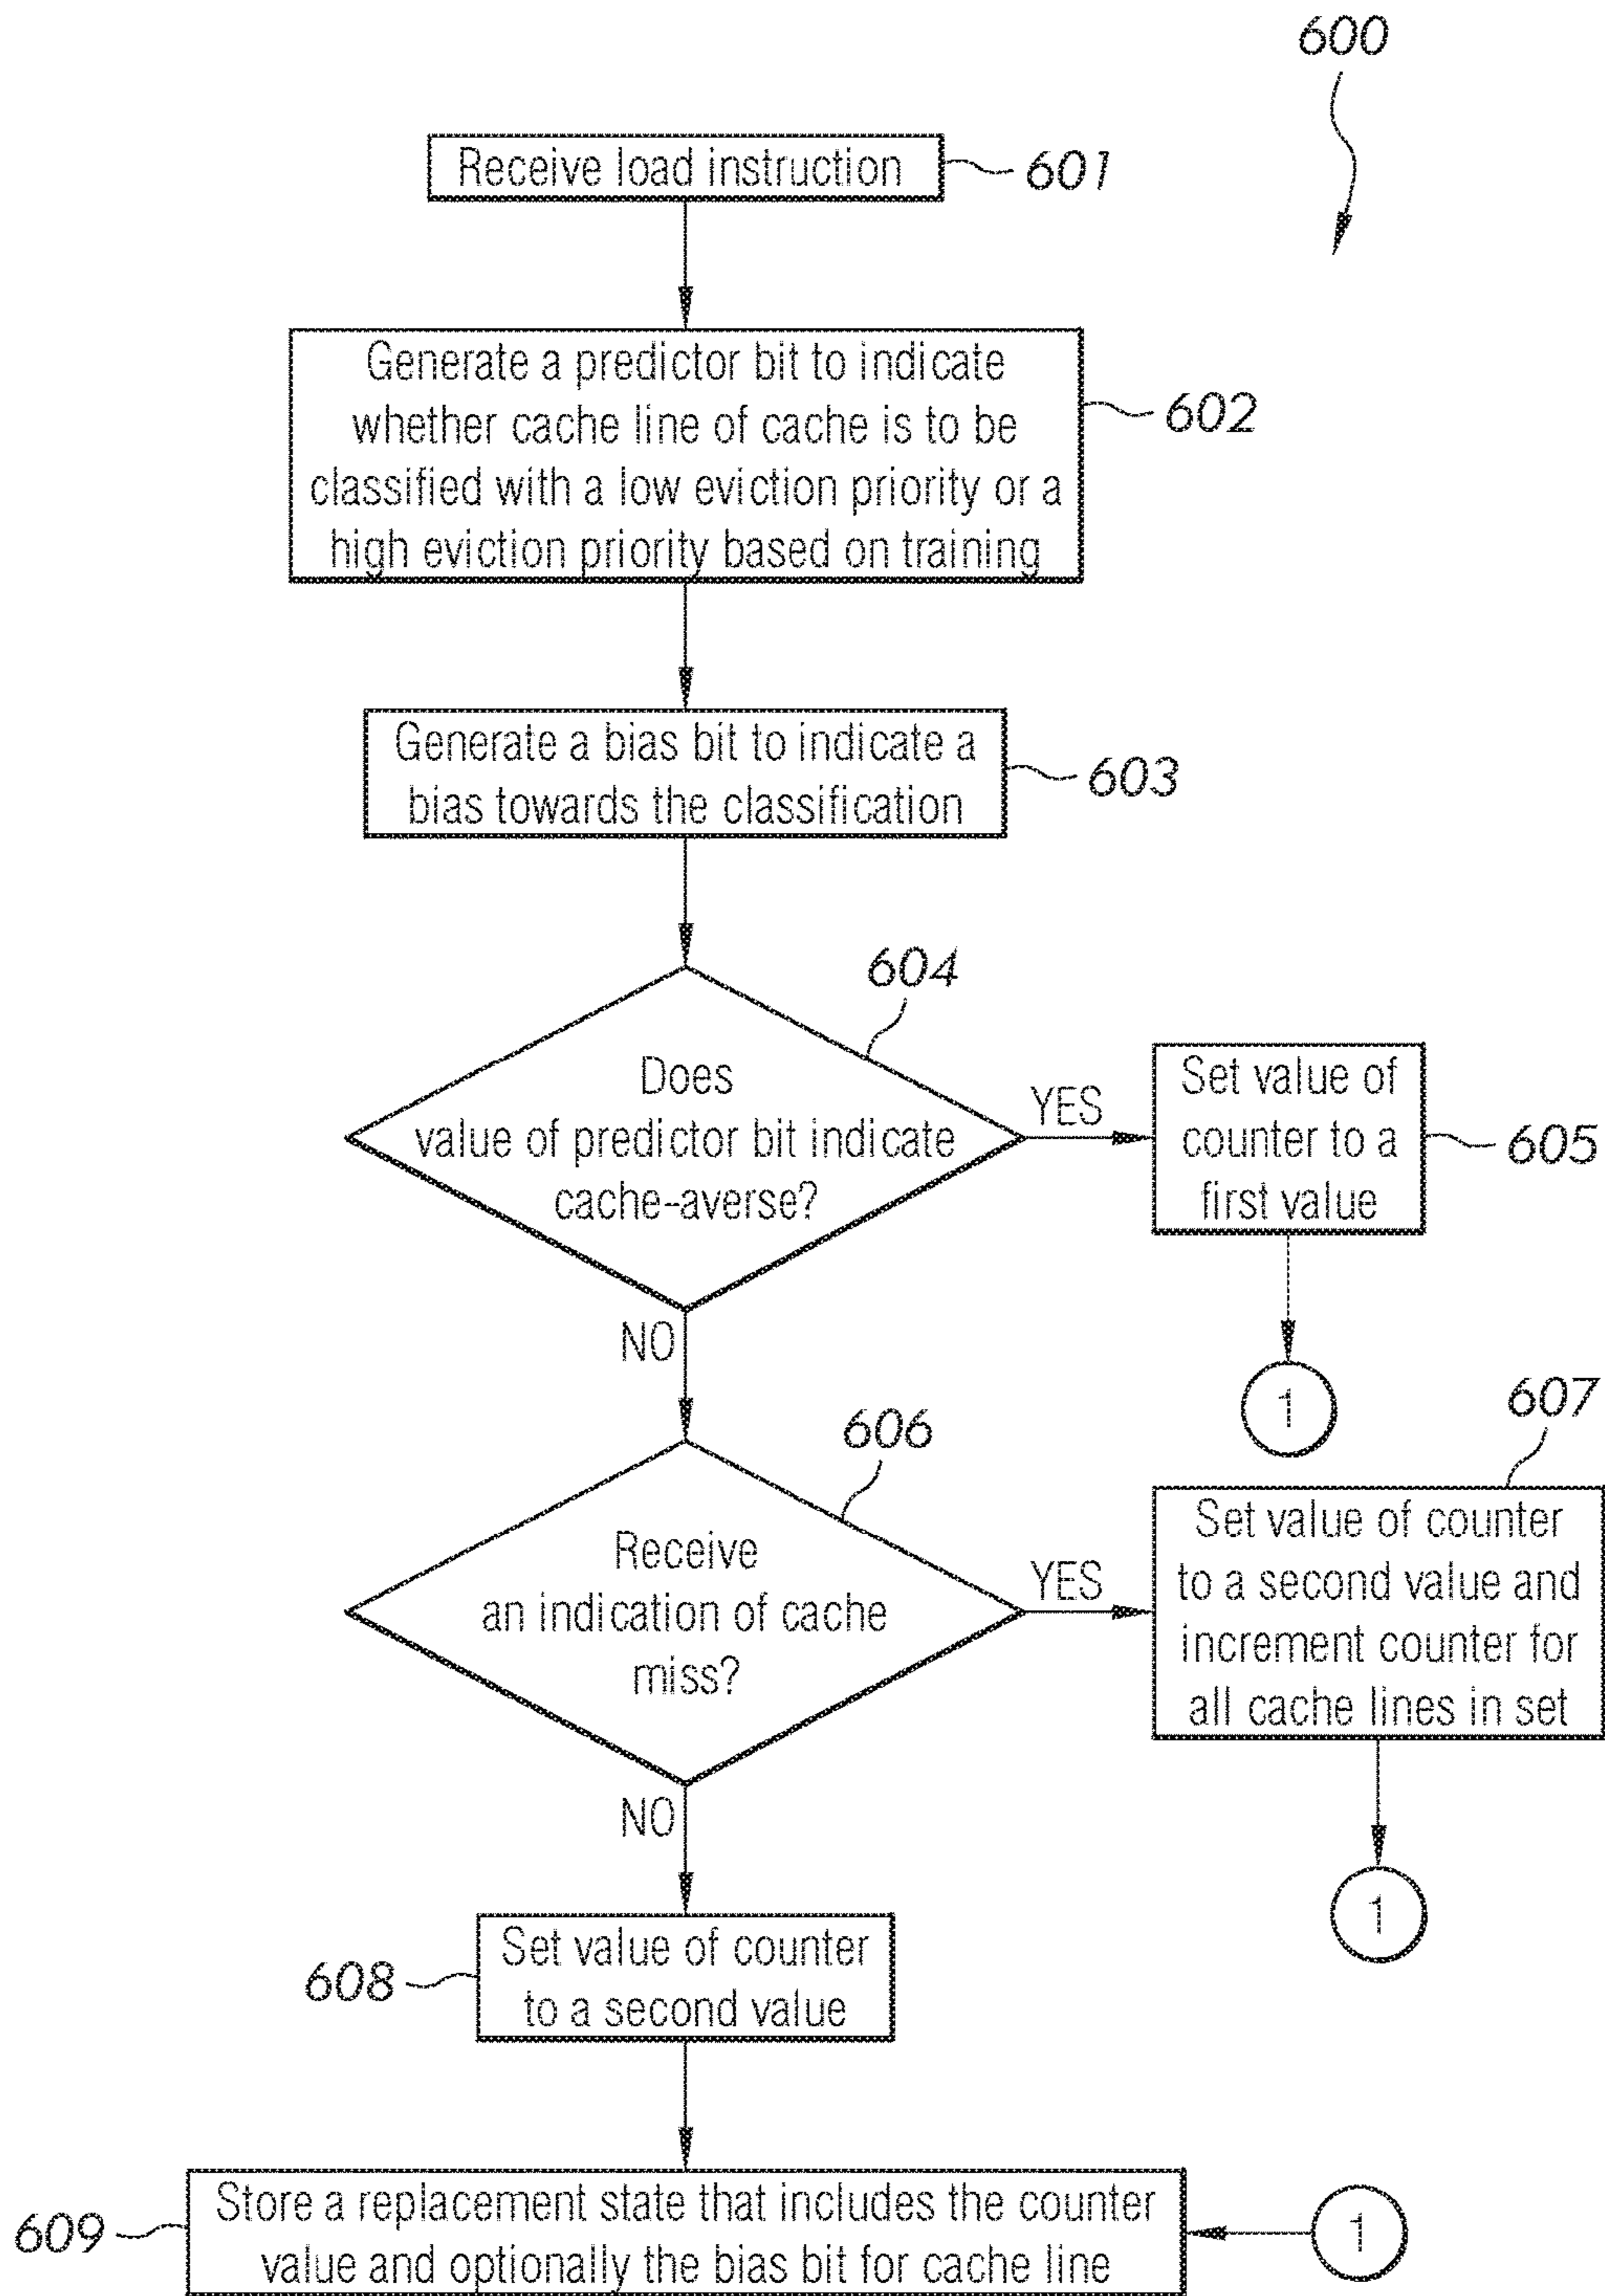 600
Receive load instruction
601
Generate a predictor bit to indicate
whether cache line of cache is to be
classified with a low eviction priority or a
high eviction priority based on training
602
Generate a bias bit to indicate a
bias towards the classification
603
604
Does
value of predictor bit indicate
cache-averse?
YES
Set value of
counter to a
first value
605
1
NO
606
Receive
an indication of cache
miss?
YES
607
Set value of counter
to a second value and
increment counter for
all cache lines in set
1
NO
608
Set value of counter
to a second value
609
Store a replacement state that includes the counter
value and optionally the bias bit for cache line
1